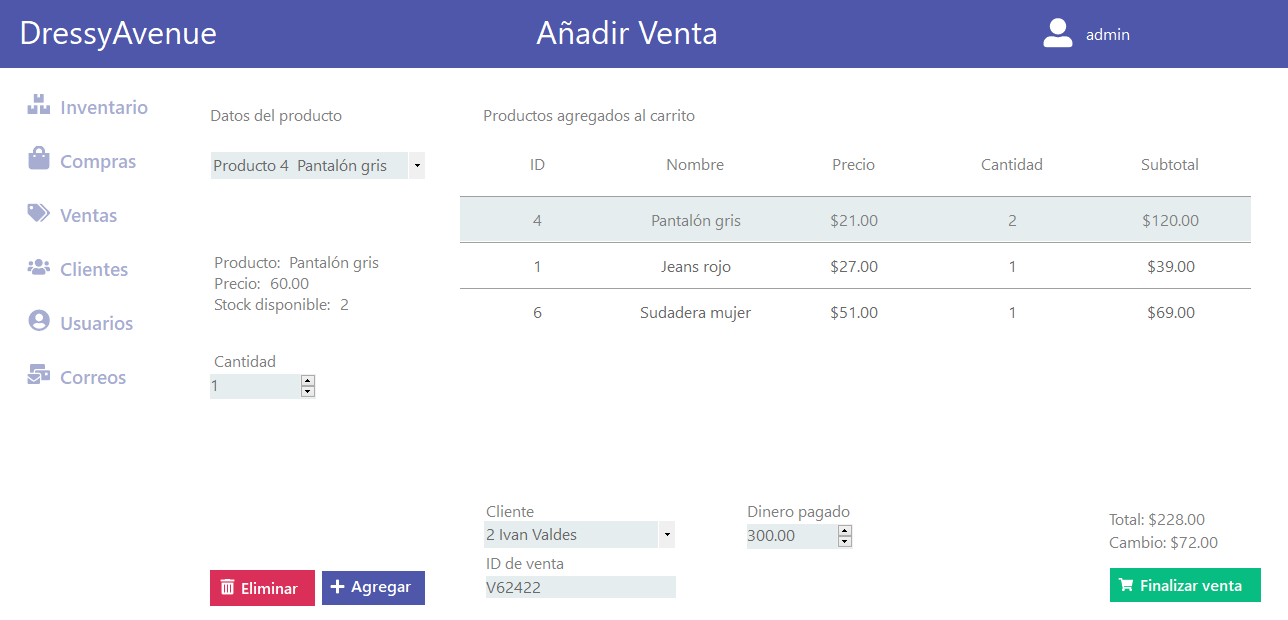 DressyAvenue
Añadir Venta
admin
Inventario
Compras
Ventas
Clientes
Usuarios
Correos
Datos del producto
Producto 4 Pantalón gris
Producto: Pantalón gris
Precio: 60.00
Stock disponible: 2
Cantidad
1
Eliminar
Agregar
Productos agregados al carrito
ID Nombre Precio Cantidad Subtotal
4 Pantalón gris $21.00 2 $120.00
1 Jeans rojo $27.00 1 $39.00
6 Sudadera mujer $51.00 1 $69.00
Cliente
2 Ivan Valdes
ID de venta
V62422
Dinero pagado
300.00
Total: $228.00
Cambio: $72.00
Finalizar venta